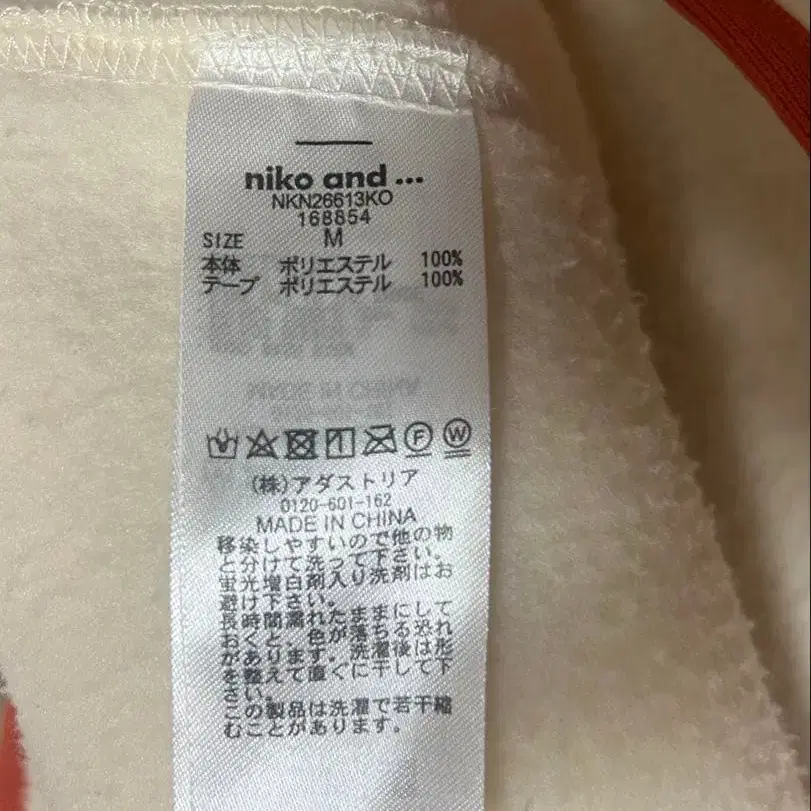 niko and ...
NKN26613KO
168854
SIZE M
本体 ポリエステル 100%
テープ ポリエステル 100%
MADE IN CHINA
F W
(株)アダストリア
0120-601-162
MADE IN CHINA
移染しやすいので他の物
と分けて洗って下さい。
蛍光増白剤入り洗剤はお
避け下さい。
長時間濡れたままにして
おくと、色が落ちる恐れ
があります。洗濯後は形
を整えて直ぐに干して下
さい。
この製品は洗濯で若干縮
むことがあります。